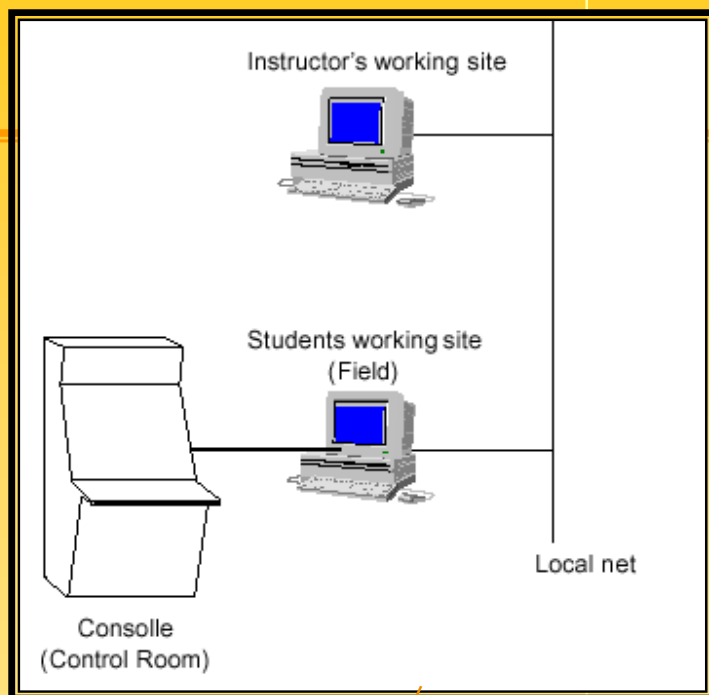 Instructor's working site
Students working site
(Field)
Local net
Consolle
(Control Room)